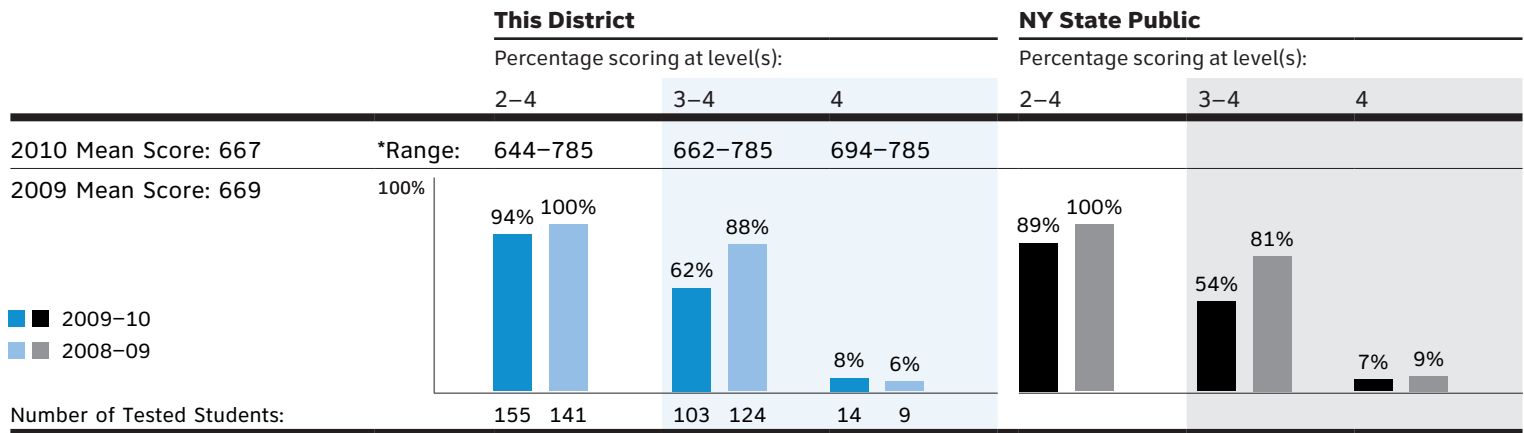 This District NY State Public
Percentage scoring at level(s): Percentage scoring at level(s):
2–4 3–4 4 2–4 3–4 4
2010 Mean Score: 667 *Range: 644–785 662–785 694–785
2009 Mean Score: 669 100%
94% 100% 62% 88% 8% 6% 89% 100% 54% 81% 7% 9%
2009–10
2008–09
Number of Tested Students: 155 141 103 124 14 9